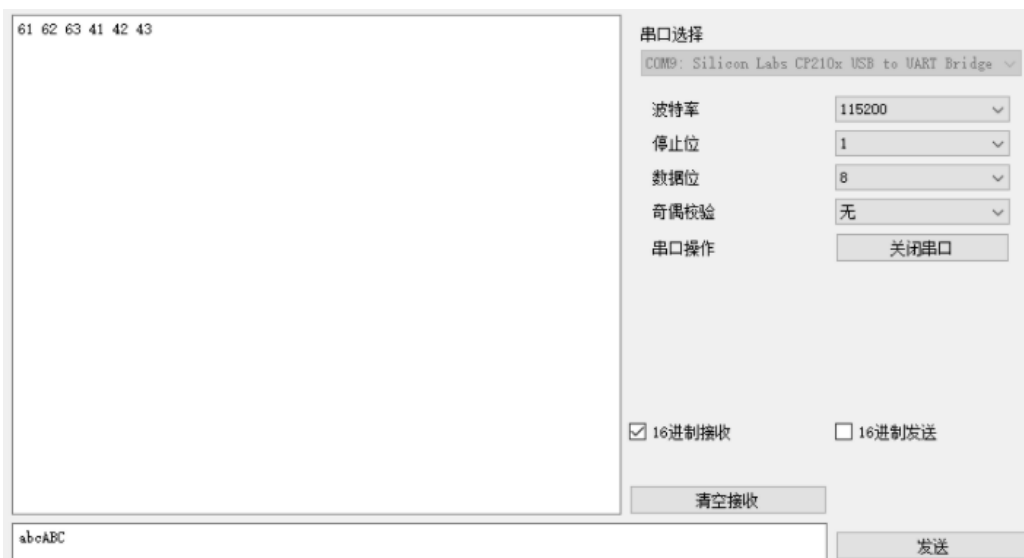 61 62 63 41 42 43
串口选择
COM9: Silicon Labs CP210x USB to UART Bridge
波特率
115200
停止位
1
数据位
8
奇偶校验
无
串口操作
关闭串口
16进制接收
16进制发送
清空接收
abcABC
发送